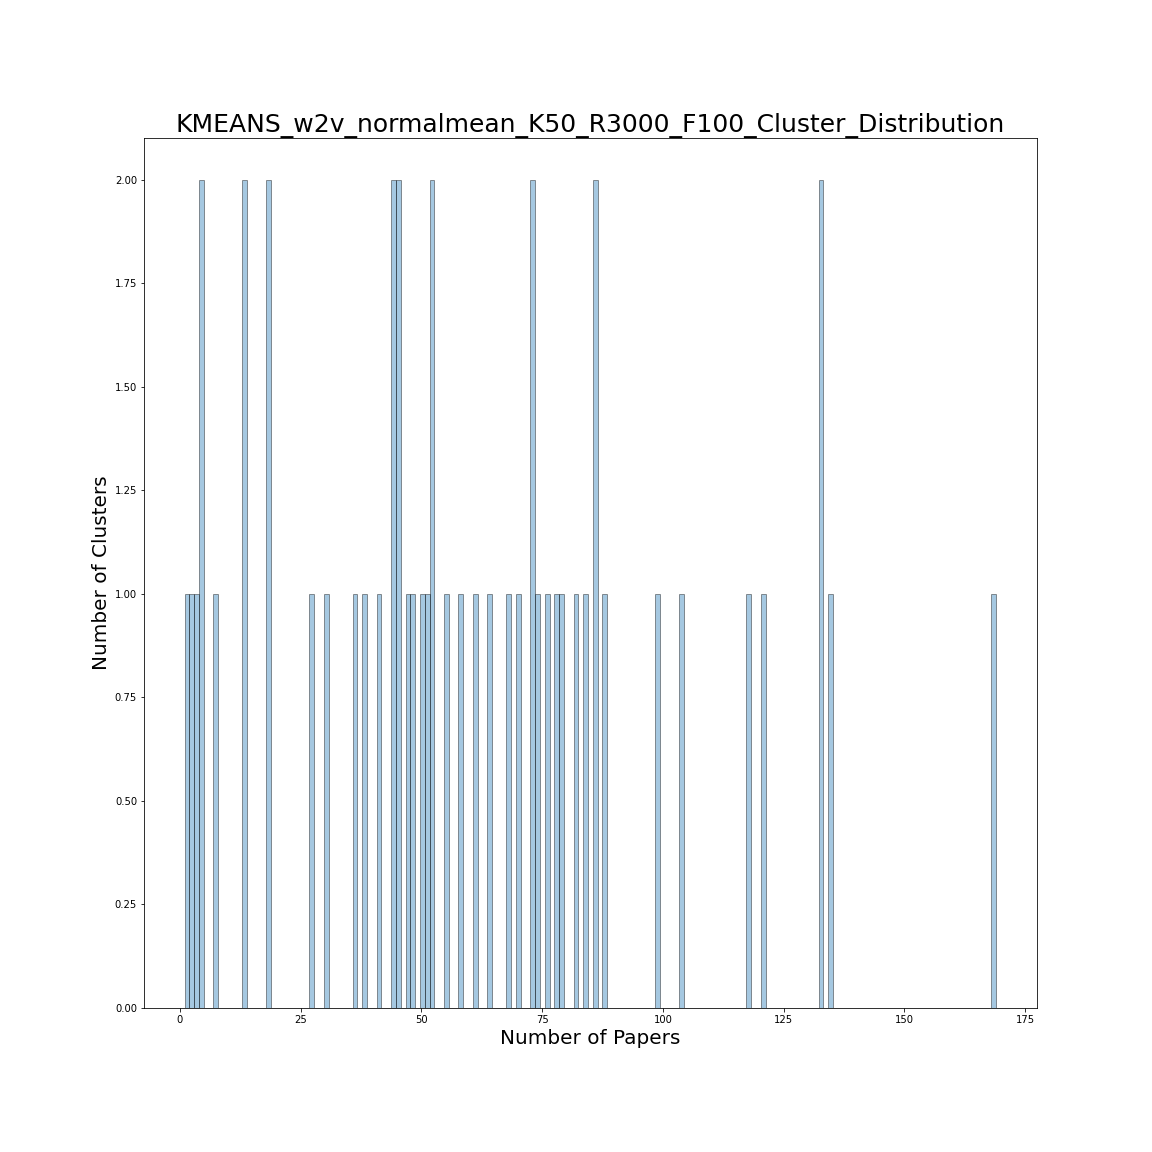 KMEANS_w2v_normalmean_K50_R3000_F100_Cluster_Distribution
2.00
1.75
1.50
1.25
1.00
0.75
0.50
0.25
0.00
Number of Clusters
0 25 50 75 100 125 150 175
Number of Papers